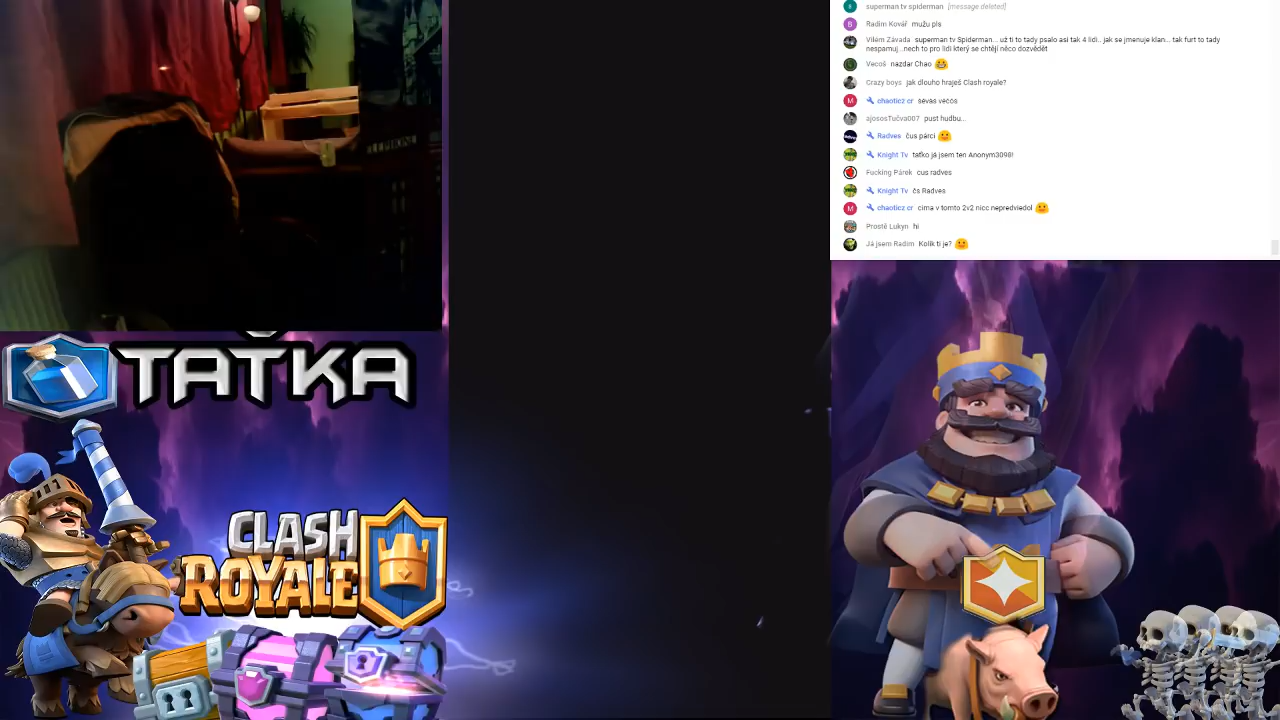 superman tv spiderman [message deleted]
Radim Kovář mužu pls
Vilém Závada superman tv Spiderman... už ti to tady psalo asi tak 4 lidi.. jak se jmenuje klan... tak furt to tady
nespamuj...nech to pro lidi který se chtějí něco dozvědět
Vecoš nazdar Chao
Crazy boys jak dlouho hraješ Clash royale?
chaoticz cr sevas vecos
ajososTučva007 pust hudbu...
Radves čus párci
Knight Tv taťko já jsem ten Anonym3098!
Fucking Párek cus radves
Knight Tv čs Radves
chaoticz cr cima v tomto 2v2 nicc nepredviedol
Prostě Lukyn hi
Já jsem Radim Kolik ti je?
TAŤKA
CLASH
ROYALE